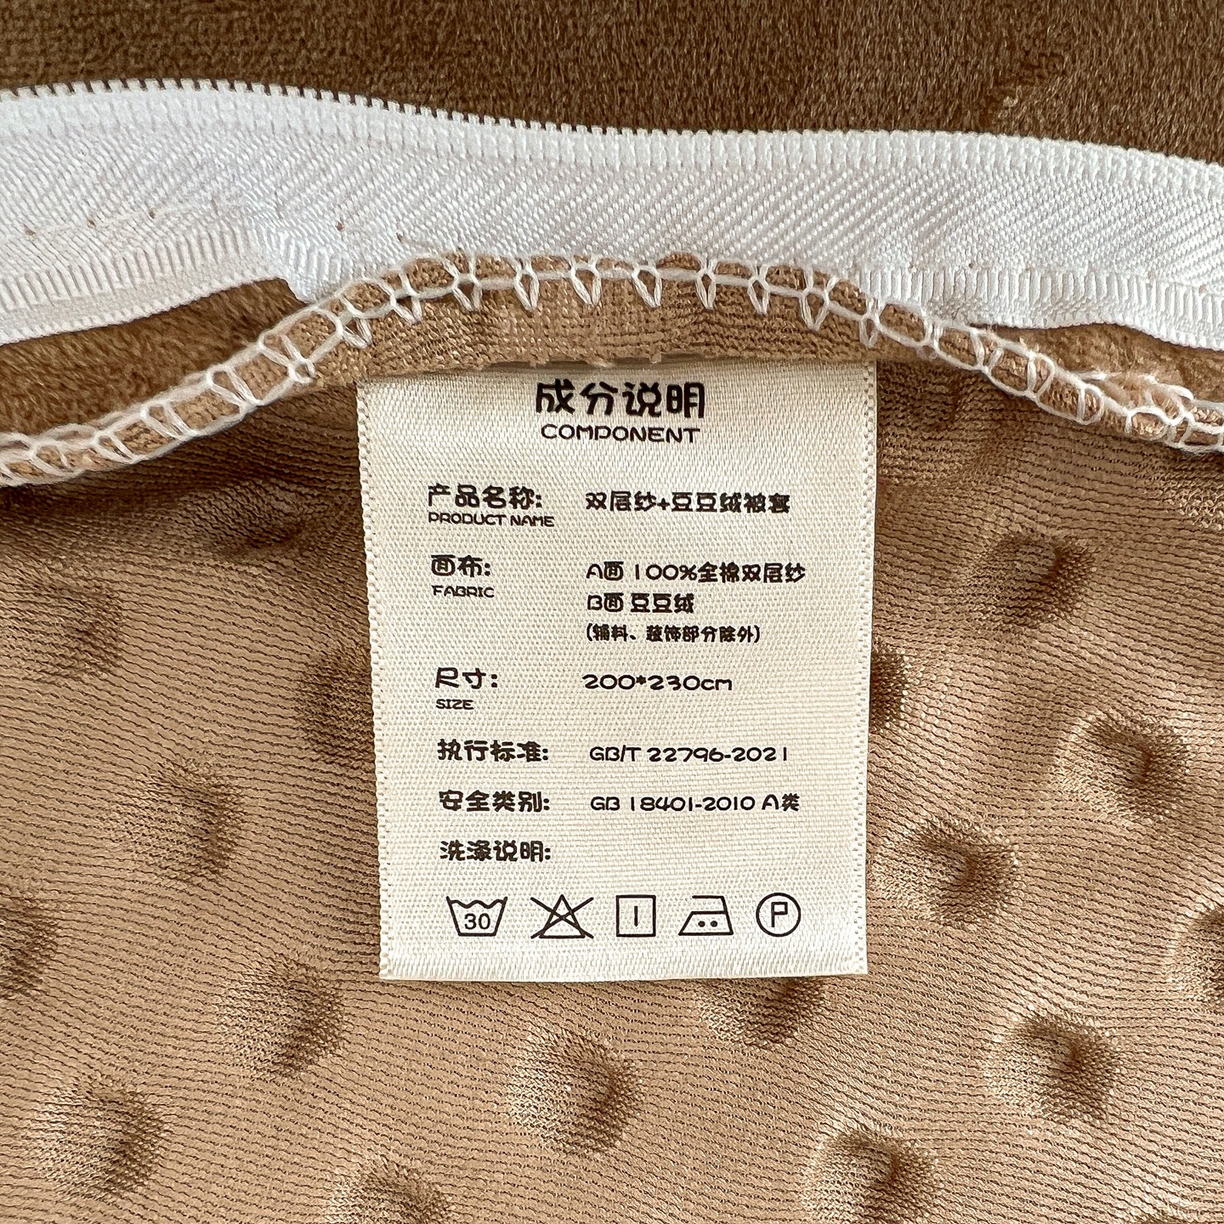 成分说明
COMPONENT
产品名称: 双层纱+豆豆绒被套
PRODUCT NAME
面布: A面 100%全棉双层纱
FABRIC B面 豆豆绒
(辅料、装饰部分除外)
尺寸: 200*230cm
SIZE
执行标准: GB/T 22796-2021
安全类别: GB 18401-2010 A类
洗涤说明:
30 P